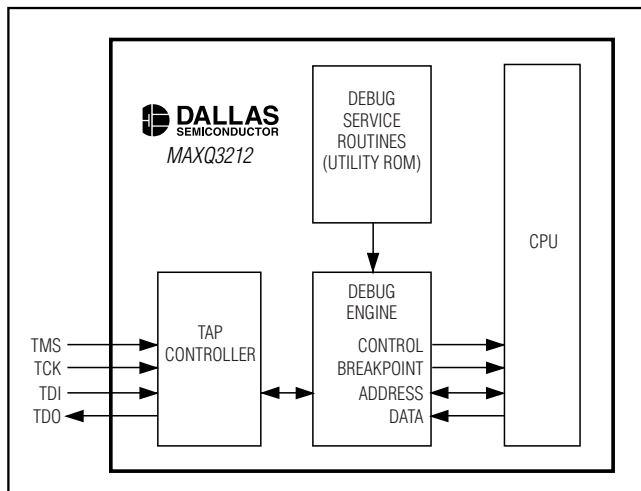 DALLAS
SEMICONDUCTOR
MAXQ3212
DEBUG
SERVICE
ROUTINES
(UTILITY ROM)
CPU
TAP
CONTROLLER
DEBUG
ENGINE
CONTROL
BREAKPOINT
ADDRESS
DATA
TMS
TCK
TDI
TDO